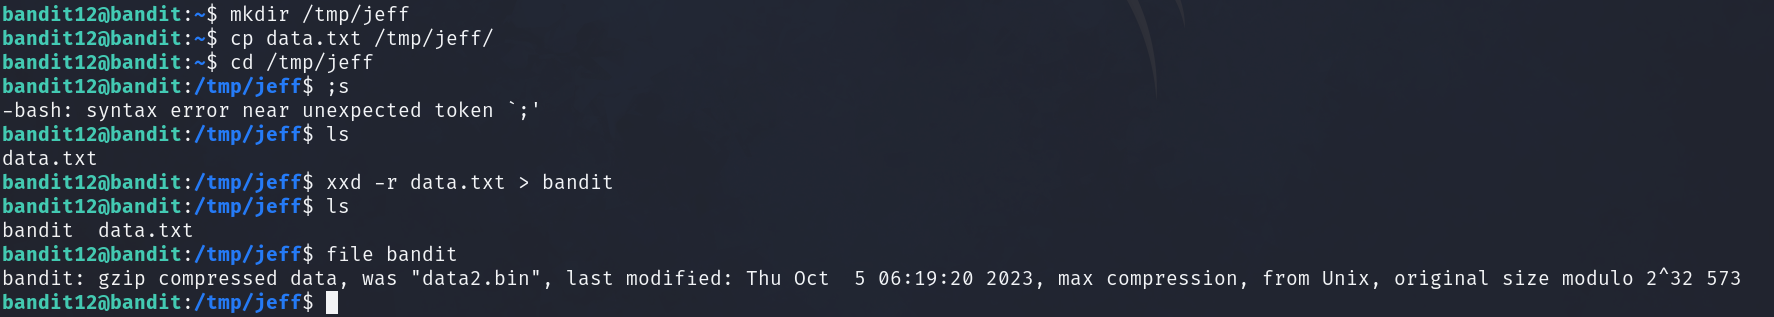 bandit12@bandit:~$ mkdir /tmp/jeff
bandit12@bandit:~$ cp data.txt /tmp/jeff/
bandit12@bandit:~$ cd /tmp/jeff
bandit12@bandit:/tmp/jeff$ ;s
-bash: syntax error near unexpected token `;'
bandit12@bandit:/tmp/jeff$ ls
data.txt
bandit12@bandit:/tmp/jeff$ xxd -r data.txt > bandit
bandit12@bandit:/tmp/jeff$ ls
bandit  data.txt
bandit12@bandit:/tmp/jeff$ file bandit
bandit: gzip compressed data, was "data2.bin", last modified: Thu Oct  5 06:19:20 2023, max compression, from Unix, original size modulo 2^32 573
bandit12@bandit:/tmp/jeff$